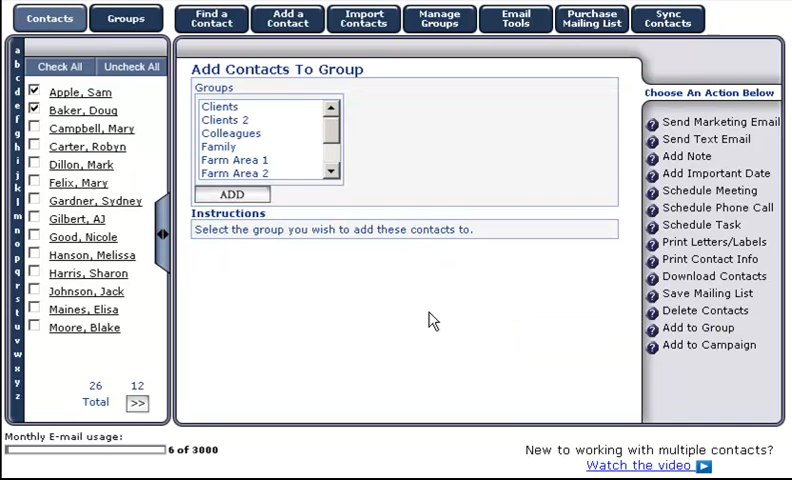 Contacts
Groups
Find a Contact
Add a Contact
Import Contacts
Manage Groups
Email Tools
Purchase Mailing List
Sync Contacts
a
b
c
d
e
f
g
h
i
j
k
l
m
n
o
p
q
r
s
t
u
v
w
x
y
z
Check All
Uncheck All
Apple, Sam
Baker, Doug
Campbell, Mary
Carter, Robyn
Dillon, Mark
Felix, Mary
Gardner, Sydney
Gilbert, AJ
Good, Nicole
Hanson, Melissa
Harris, Sharon
Johnson, Jack
Maines, Elisa
Moore, Blake
26 12
Total >>
Add Contacts To Group
Groups
Clients
Clients 2
Colleagues
Family
Farm Area 1
Farm Area 2
ADD
Instructions
Select the group you wish to add these contacts to.
Choose An Action Below
Send Marketing Email
Send Text Email
Add Note
Add Important Date
Schedule Meeting
Schedule Phone Call
Schedule Task
Print Letters/Labels
Print Contact Info
Download Contacts
Save Mailing List
Delete Contacts
Add to Group
Add to Campaign
Monthly E-mail usage:
6 of 3000
New to working with multiple contacts?
Watch the video